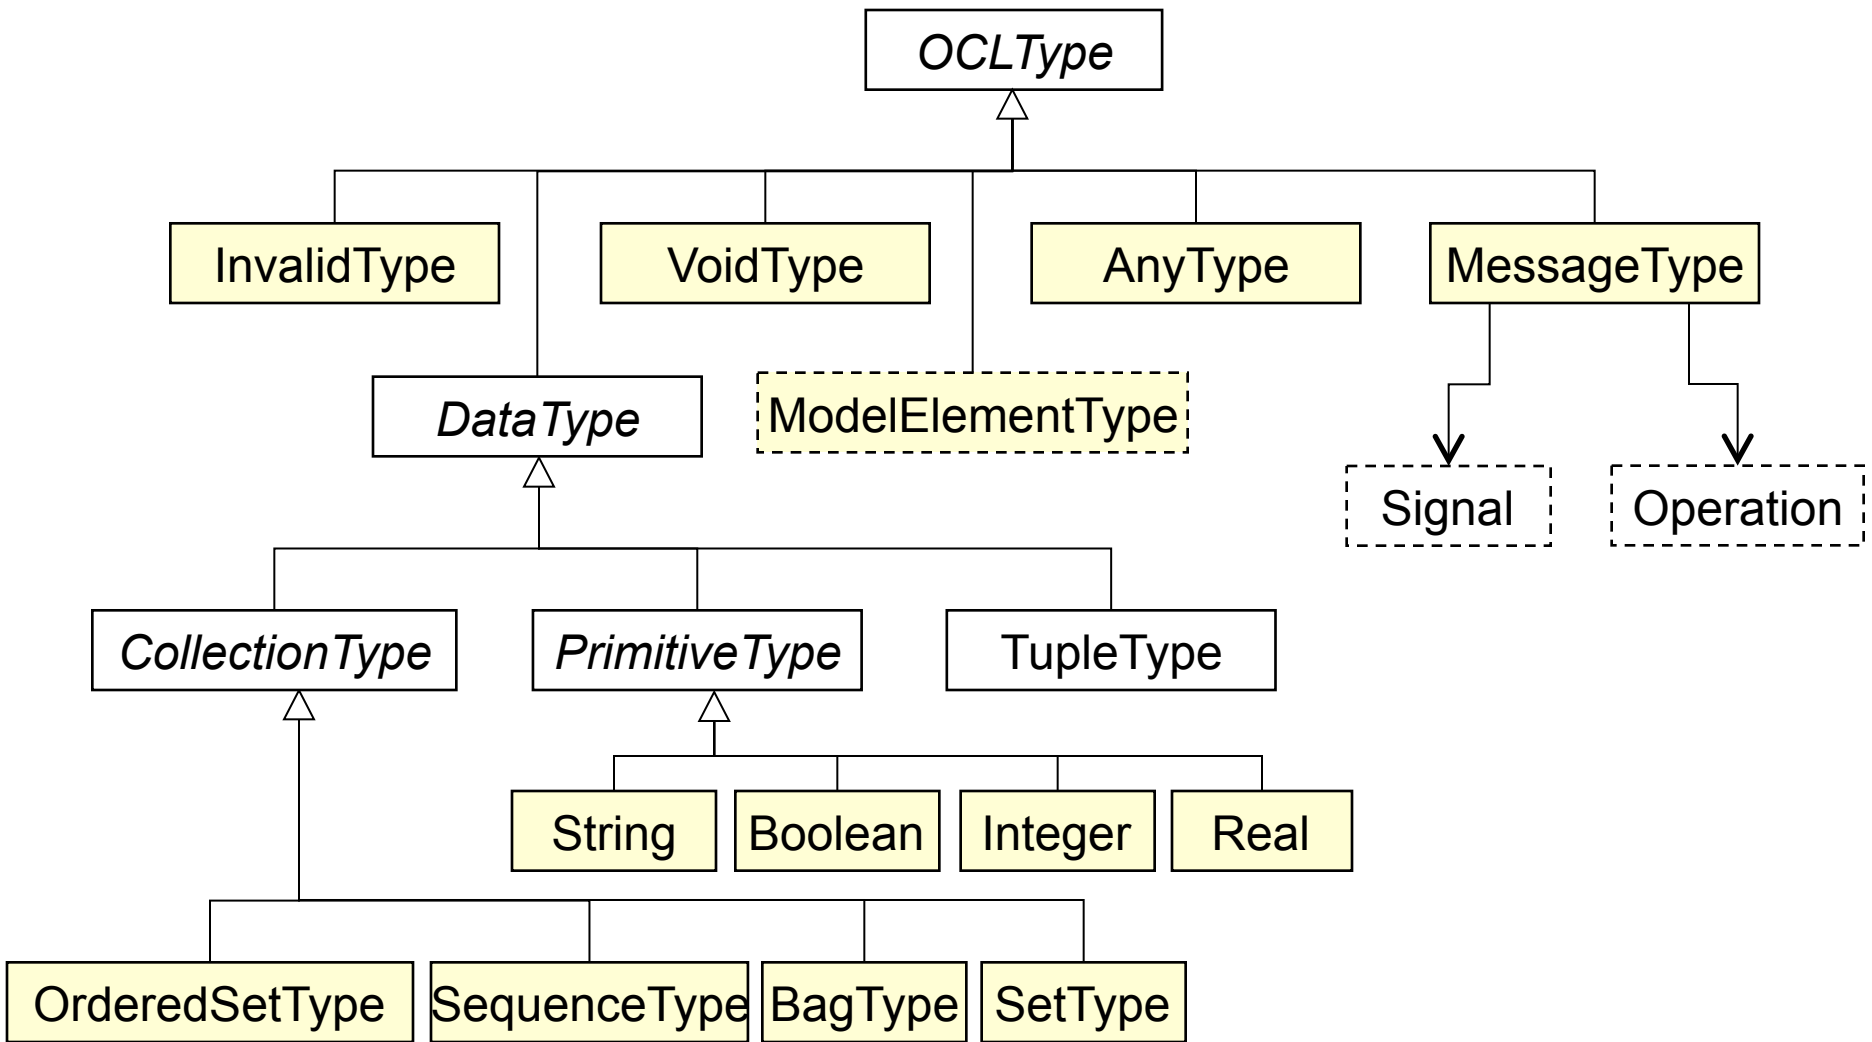 OCLType
InvalidType
VoidType
AnyType
MessageType
DataType
ModelElementType
Signal
Operation
CollectionType
PrimitiveType
TupleType
String
Boolean
Integer
Real
OrderedSetType
SequenceType
BagType
SetType